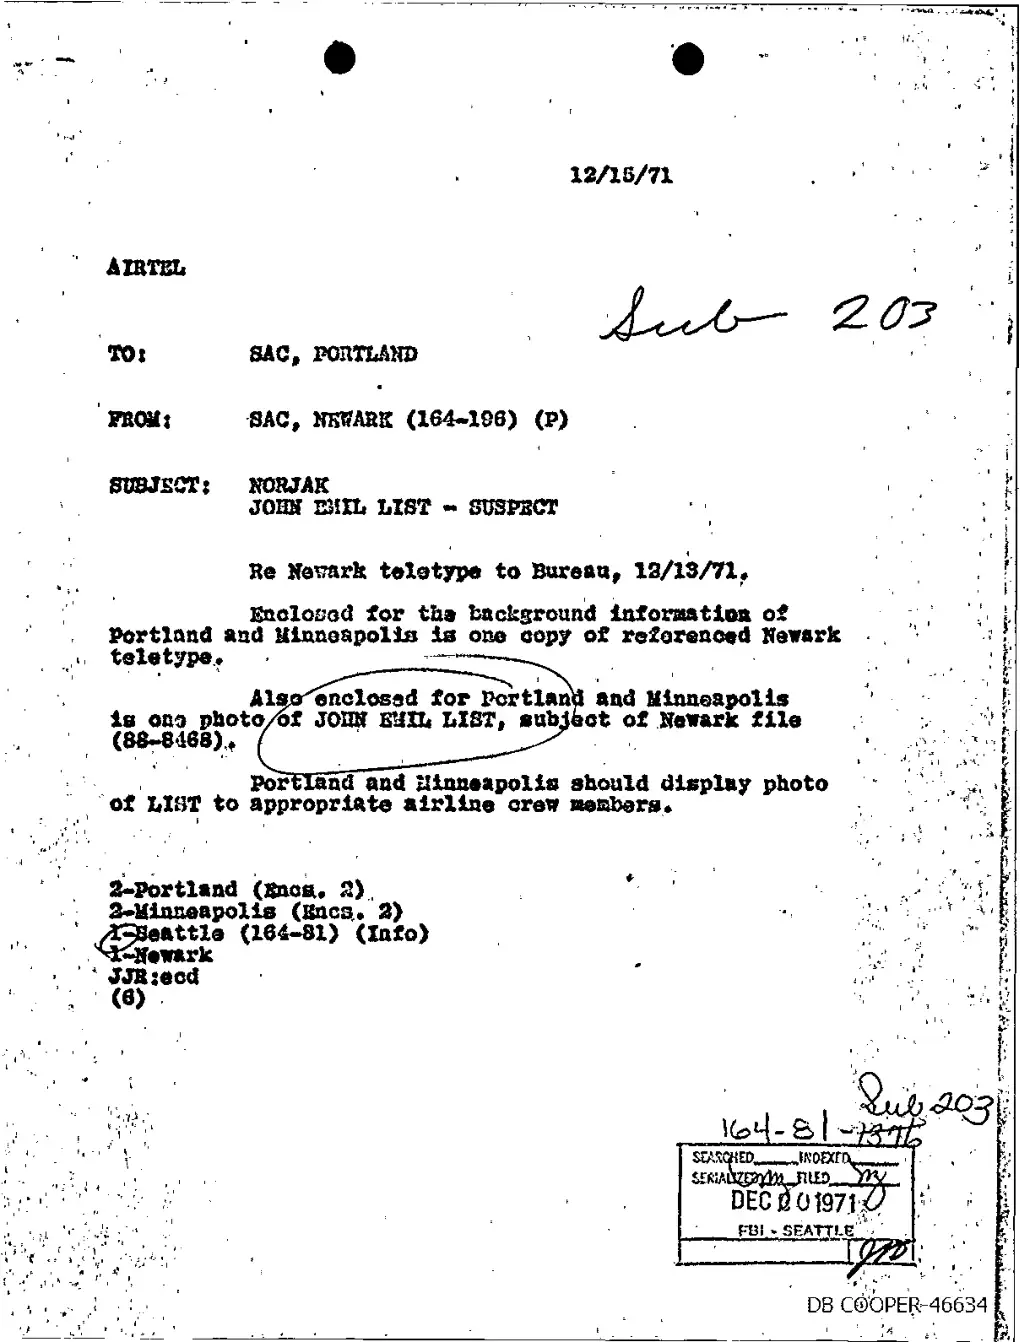 12/15/71
AIRTEL
Sub 203
TO: SAC, PORTLAND
FROM: SAC, NEWARK (164-196) (P)
SUBJECT: NORJAK
JOHN EMIL LIST - SUSPECT
Re Newark teletype to Bureau, 12/13/71.
Enclosed for the background information of
Portland and Minneapolis is one copy of referenced Newark
teletype.
Also enclosed for Portland and Minneapolis
is one photo of JOHN EMIL LIST, subject of Newark file
(88-8468).
Portland and Minneapolis should display photo
of LIST to appropriate airline crew members.
2-Portland (Encs. 2)
2-Minneapolis (Encs. 2)
1-Seattle (164-81) (Info)
1-Newark
JJR:ecd
(6)
Sub 203
164-81-1376
SEARCHED INDEXED
SERIALIZED FILED
DEC 20 1971
FBI - SEATTLE
DB COOPER-46634